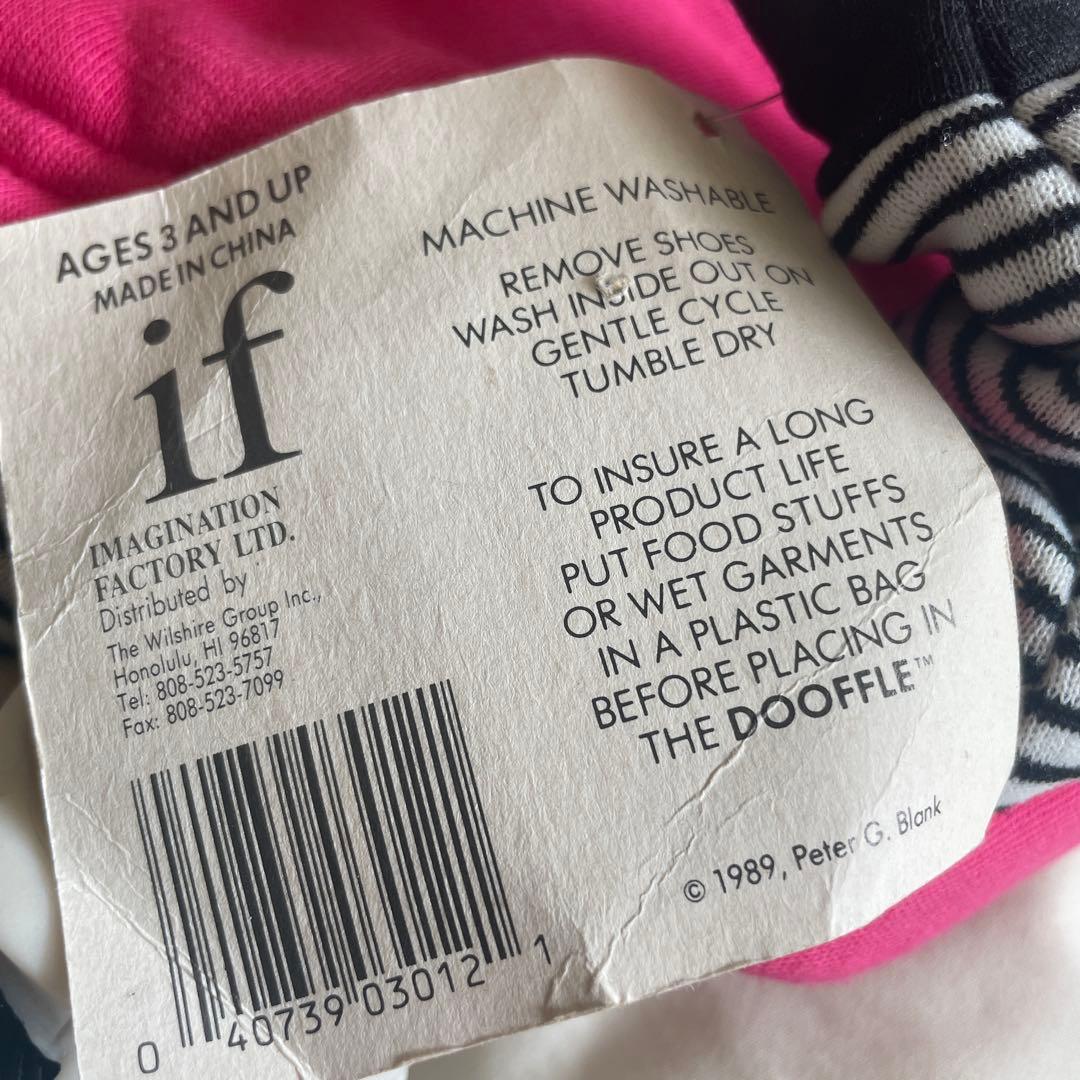 AGES 3 AND UP
MADE IN CHINA
if
IMAGINATION
FACTORY LTD.
Distributed by
The Wilshire Group Inc.,
Honolulu, HI 96817
Tel: 808-523-5757
Fax: 808-523-7099
0 40739 03012 1
MACHINE WASHABLE
REMOVE SHOES
WASH INSIDE OUT ON
GENTLE CYCLE
TUMBLE DRY
TO INSURE A LONG
PRODUCT LIFE
PUT FOOD STUFFS
OR WET GARMENTS
IN A PLASTIC BAG
BEFORE PLACING IN
THE DOOFFLE™
© 1989, Peter G. Blank